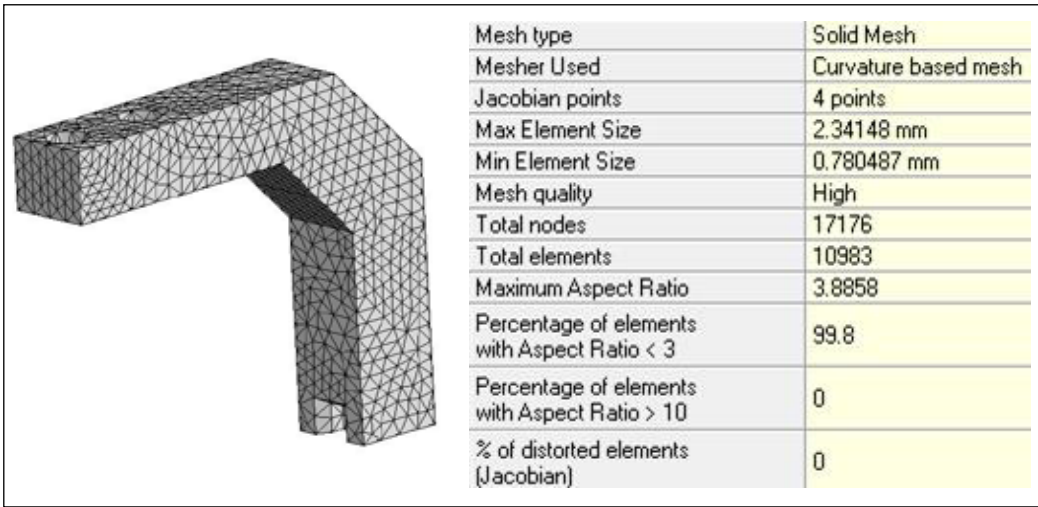 Mesh type Solid Mesh
Mesher Used Curvature based mesh
Jacobian points 4 points
Max Element Size 2.34148 mm
Min Element Size 0.780487 mm
Mesh quality High
Total nodes 17176
Total elements 10983
Maximum Aspect Ratio 3.8858
Percentage of elements
with Aspect Ratio < 3 99.8
Percentage of elements
with Aspect Ratio > 10 0
% of distorted elements
(Jacobian) 0